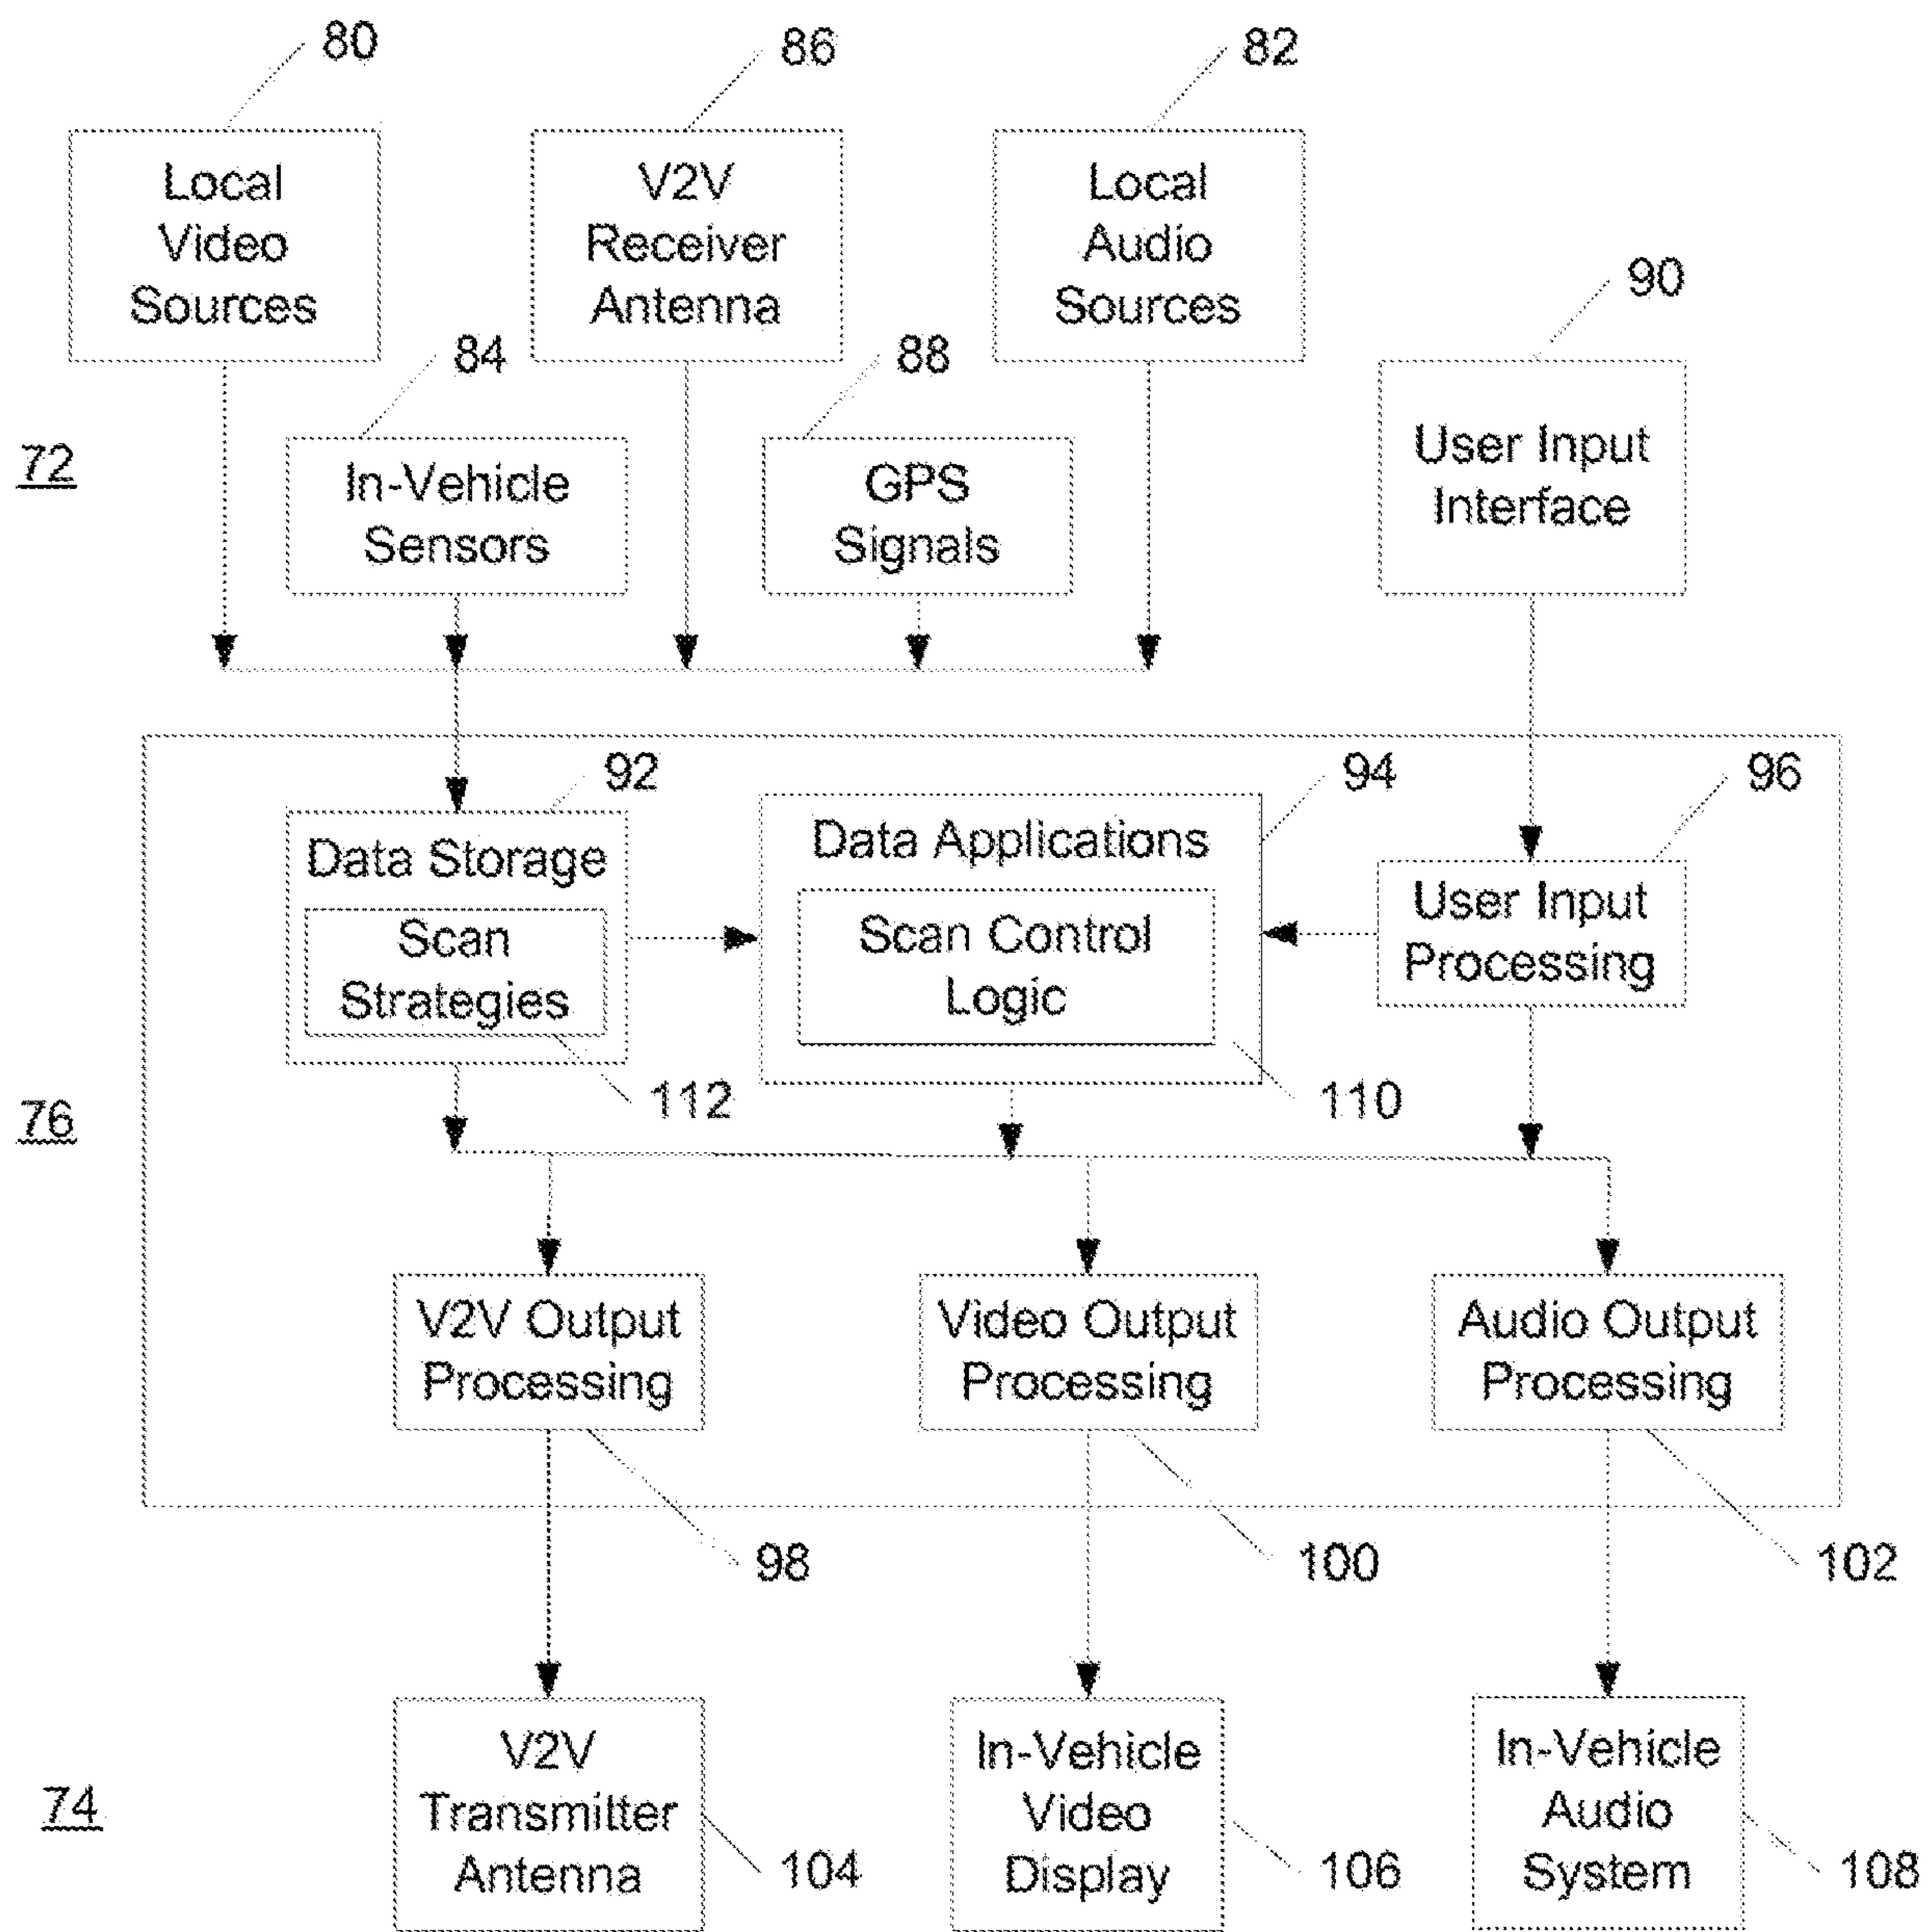 80
86
82
Local
Video
Sources
V2V
Receiver
Antenna
Local
Audio
Sources
90
84
88
72
In-Vehicle
Sensors
GPS
Signals
User Input
Interface
92
94
96
Data Storage
Scan
Strategies
Data Applications
Scan Control
Logic
User Input
Processing
112
110
76
V2V Output
Processing
Video Output
Processing
Audio Output
Processing
98
100
102
74
V2V
Transmitter
Antenna
In-Vehicle
Video
Display
In-Vehicle
Audio
System
104
106
108